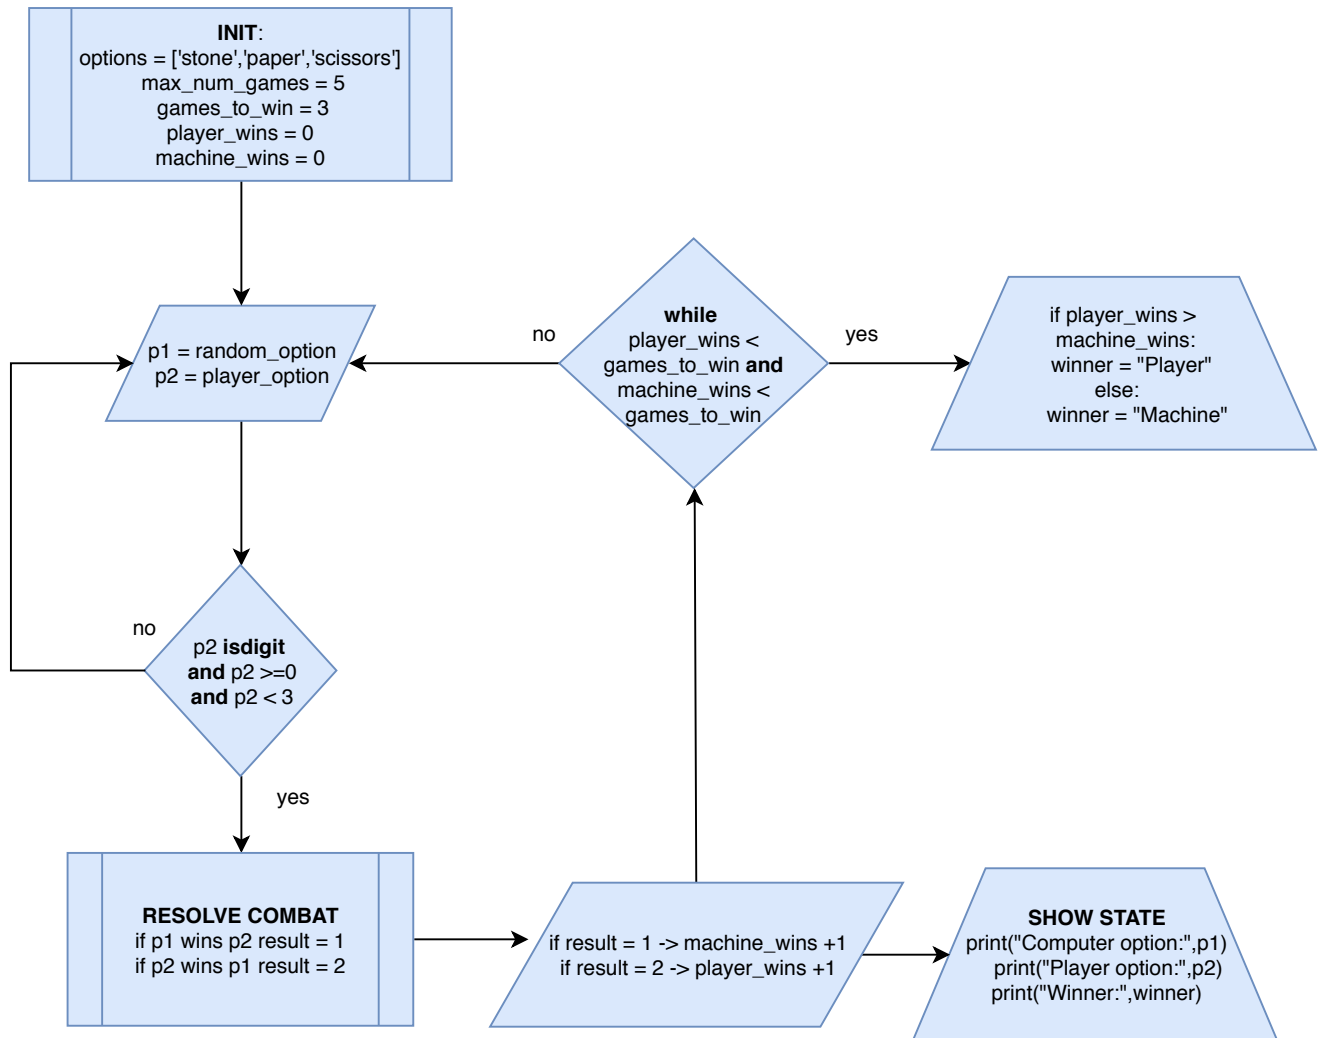 INIT:
options = ['stone','paper','scissors']
max_num_games = 5
games_to_win = 3
player_wins = 0
machine_wins = 0
p1 = random_option
p2 = player_option
no
while
player_wins <
games_to_win and
machine_wins <
games_to_win
yes
if player_wins >
machine_wins:
winner = "Player"
else:
winner = "Machine"
no
p2 isdigit
and p2 >=0
and p2 < 3
yes
RESOLVE COMBAT
if p1 wins p2 result = 1
if p2 wins p1 result = 2
if result = 1 -> machine_wins +1
if result = 2 -> player_wins +1
SHOW STATE
print("Computer option:",p1)
print("Player option:",p2)
print("Winner:",winner)